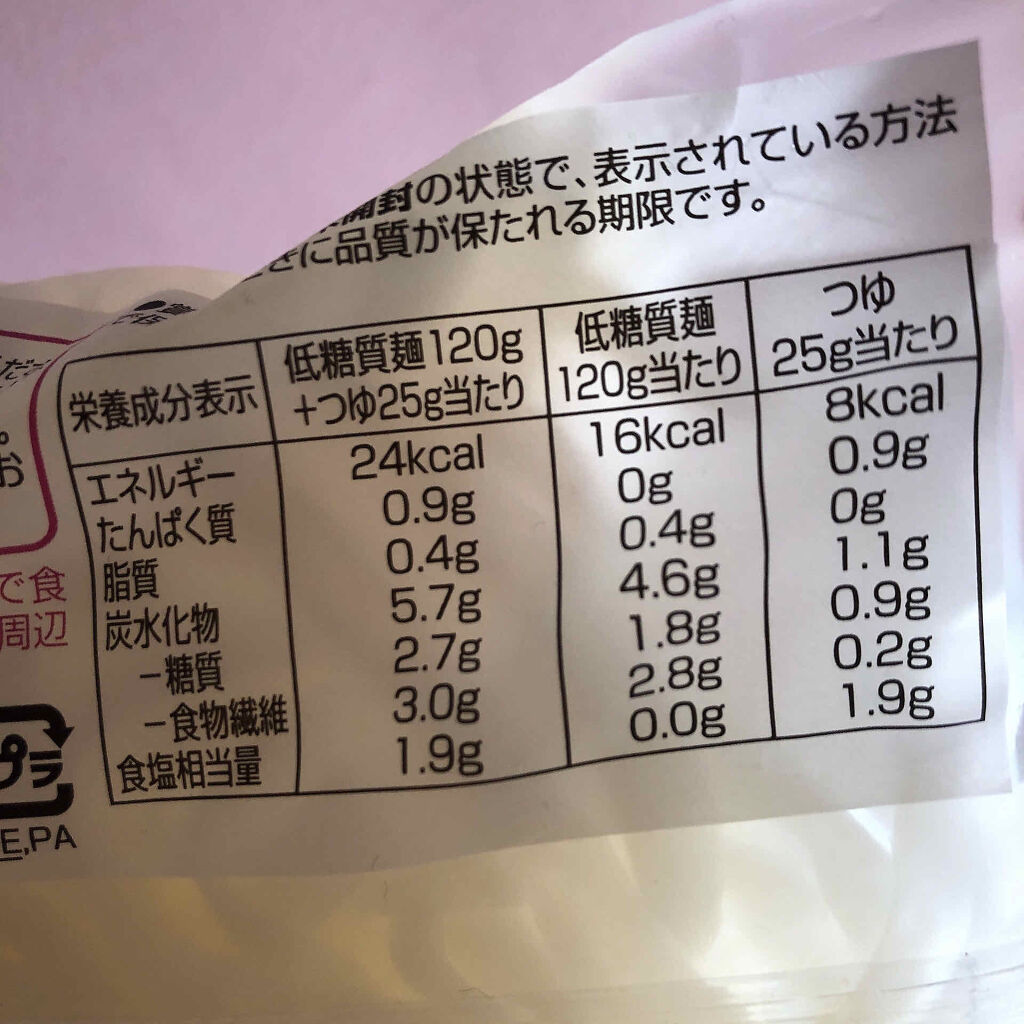 開封の状態で、表示されている方法
きに品質が保たれる期限です。
栄養成分表示 低糖質麺120g+つゆ25g当たり 低糖質麺120g当たり つゆ25g当たり
エネルギー 24kcal 16kcal 8kcal
たんぱく質 0.9g 0g 0.9g
脂質 0.4g 0.4g 0g
炭水化物 5.7g 4.6g 1.1g
－糖質 2.7g 1.8g 0.9g
－食物繊維 3.0g 2.8g 0.2g
食塩相当量 1.9g 0.0g 1.9g
お
で食
周辺
プラ
E,PA